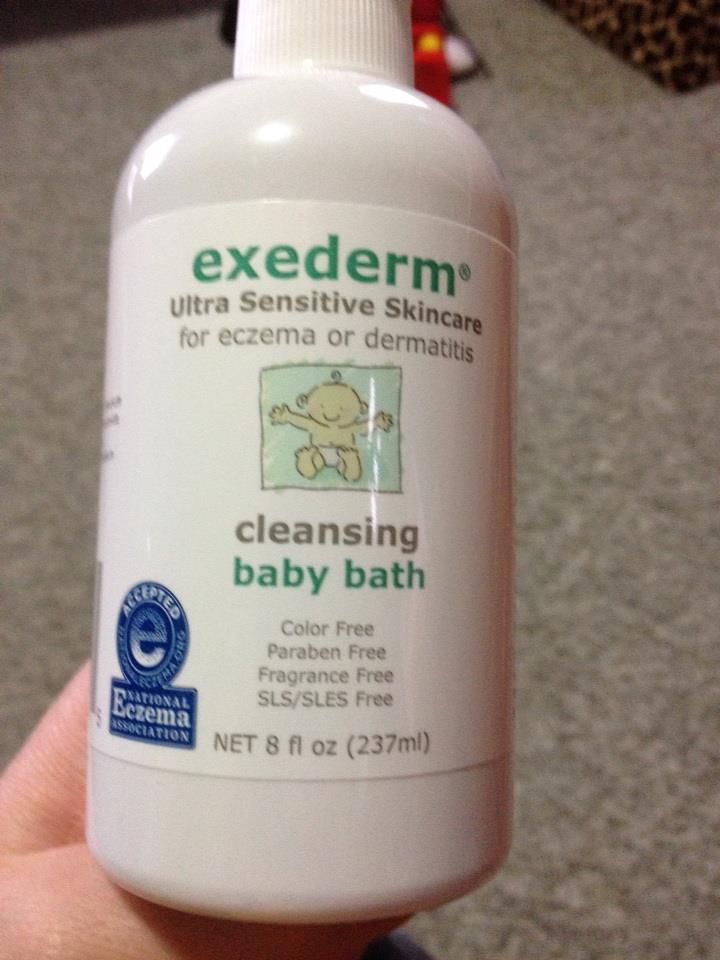 exederm®
Ultra Sensitive Skincare
for eczema or dermatitis
cleansing
baby bath
Color Free
Paraben Free
Fragrance Free
SLS/SLES Free
ACCEPTED
e
NATIONAL
Eczema
ASSOCIATION
5
NET 8 fl oz (237ml)